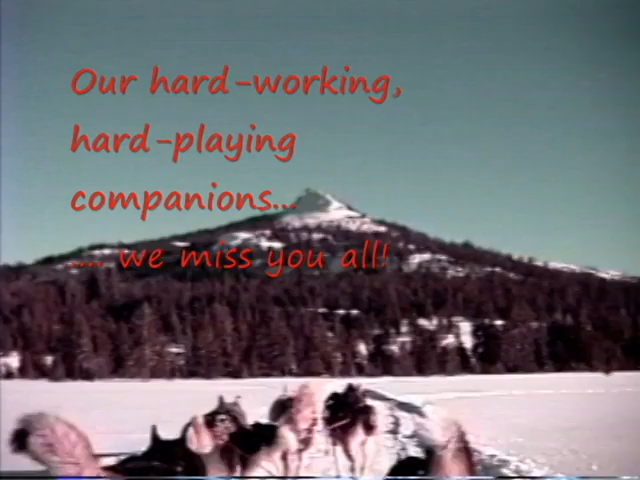 Our hard-working,
hard-playing
companions...
.... we miss you all!